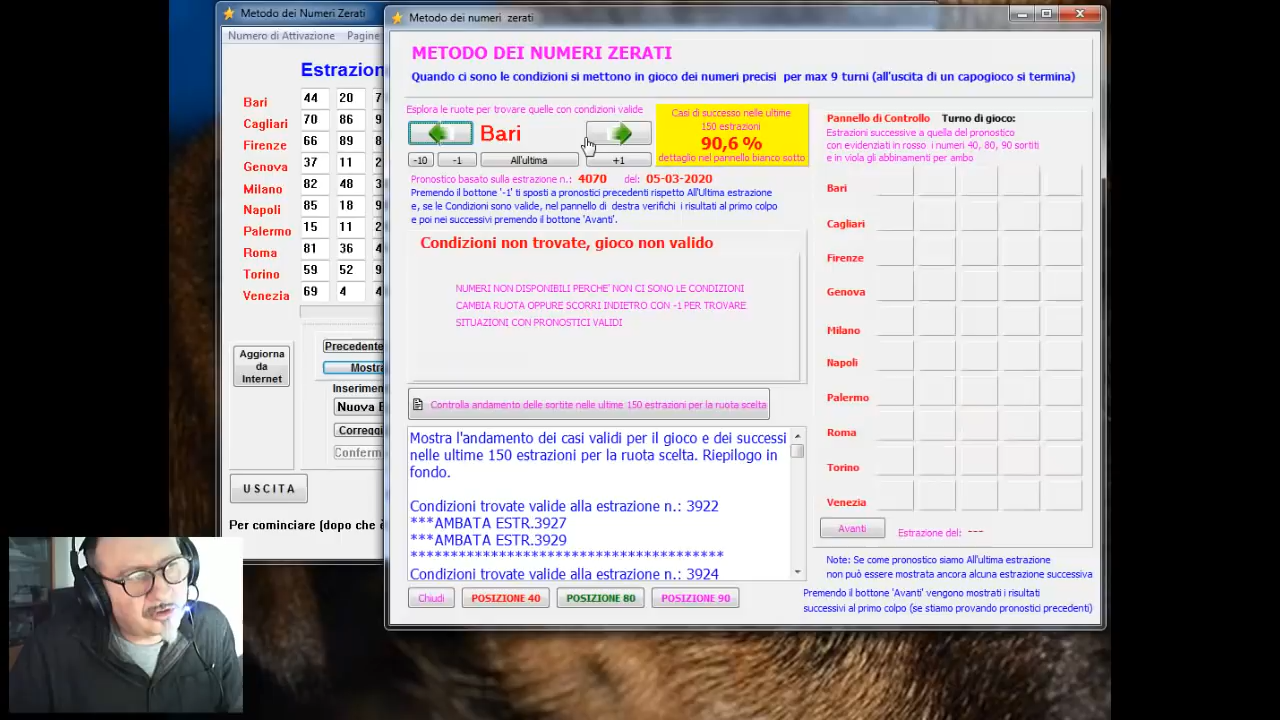 Metodo dei Numeri Zerati
Numero di Attivazione Pagine
Estrazion
Bari 44 20 7
Cagliari 70 86 9
Firenze 66 89 4
Genova 37 11 2
Milano 82 48 3
Napoli 85 18 9
Palermo 15 11 2
Roma 81 36 4
Torino 59 52 9
Venezia 69 4 4
Aggiorna
da
Internet
Precedente
Mostra
Inserimen
Nuova E
Correggi
Conferm
USCITA
Per cominciare (dopo che è
Metodo dei numeri zerati
METODO DEI NUMERI ZERATI
Quando ci sono le condizioni si mettono in gioco dei numeri precisi per max 9 turni (all'uscita di un capogioco si termina)
Esplora le ruote per trovare quelle con condizioni valide
Bari
-10 -1 All'ultima +1
Casi di successo nelle ultime
150 estrazioni
90,6 %
dettaglio nel pannello bianco sotto
Pronostico basato sulla estrazione n.: 4070 del: 05-03-2020
Premendo il bottone '-1' ti sposti a pronostici precedenti rispetto All'Ultima estrazione
e, se le Condizioni sono valide, nel pannello di destra verifichi i risultati al primo colpo
e poi nei successivi premendo il bottone 'Avanti'.
Condizioni non trovate, gioco non valido
NUMERI NON DISPONIBILI PERCHE' NON CI SONO LE CONDIZIONI
CAMBIA RUOTA OPPURE SCORRI INDIETRO CON -1 PER TROVARE
SITUAZIONI CON PRONOSTICI VALIDI
Controlla andamento delle sortite nelle ultime 150 estrazioni per la ruota scelta
Mostra l'andamento dei casi validi per il gioco e dei successi
nelle ultime 150 estrazioni per la ruota scelta. Riepilogo in
fondo.
Condizioni trovate valide alla estrazione n.: 3922
***AMBATA ESTR.3927
***AMBATA ESTR.3929
****************************************
Condizioni trovate valide alla estrazione n.: 3924
Chiudi POSIZIONE 40 POSIZIONE 80 POSIZIONE 90
Pannello di Controllo Turno di gioco:
Estrazioni successive a quella del pronostico
con evidenziati in rosso i numeri 40, 80, 90 sortiti
e in viola gli abbinamenti per ambo
Bari
Cagliari
Firenze
Genova
Milano
Napoli
Palermo
Roma
Torino
Venezia
Avanti Estrazione del: ---
Note: Se come pronostico siamo All'ultima estrazione
non può essere mostrata ancora alcuna estrazione successiva
Premendo il bottone 'Avanti' vengono mostrati i risultati
successivi al primo colpo (se stiamo provando pronostici precedenti)